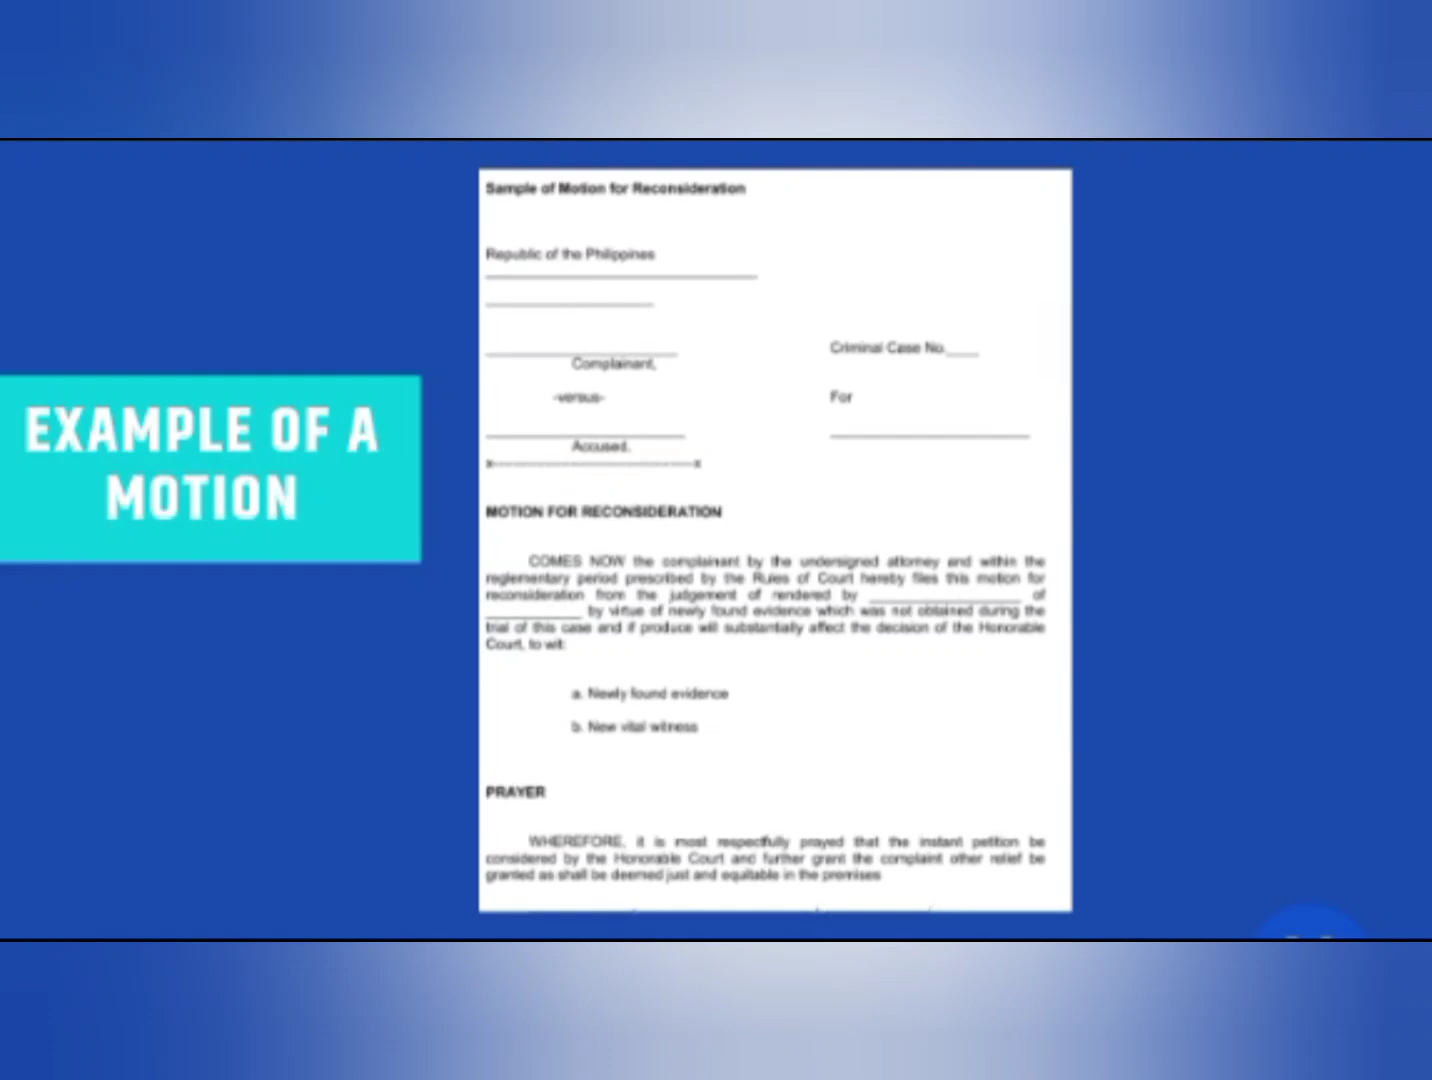 EXAMPLE OF A
MOTION
Sample of Motion for Reconsideration
Republic of the Philippines
Complainant,
Criminal Case No.____
-versus-
For
Accused.
x-----------------------------------x
MOTION FOR RECONSIDERATION
COMES NOW the complainant by the undersigned attorney and within the
reglementary period prescribed by the Rules of Court hereby files this motion for
reconsideration from the judgement of rendered by ____________________ of
____________ by virtue of newly found evidence which was not obtained during the
trial of this case and if produce will substantially affect the decision of the Honorable
Court, to wit:
a. Newly found evidence
b. New vital witness
PRAYER
WHEREFORE, it is most respectfully prayed that the instant petition be
considered by the Honorable Court and further grant the complaint other relief be
granted as shall be deemed just and equitable in the premises